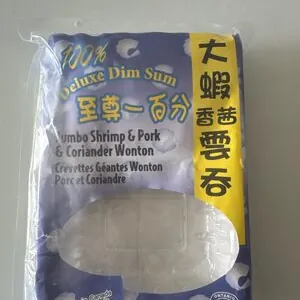 100%
Deluxe Dim Sum
至尊一百分
Jumbo Shrimp & Pork
& Coriander Wonton
Crevettes Géantes Wonton
Porc et Coriandre
大蝦
香茜
雲吞